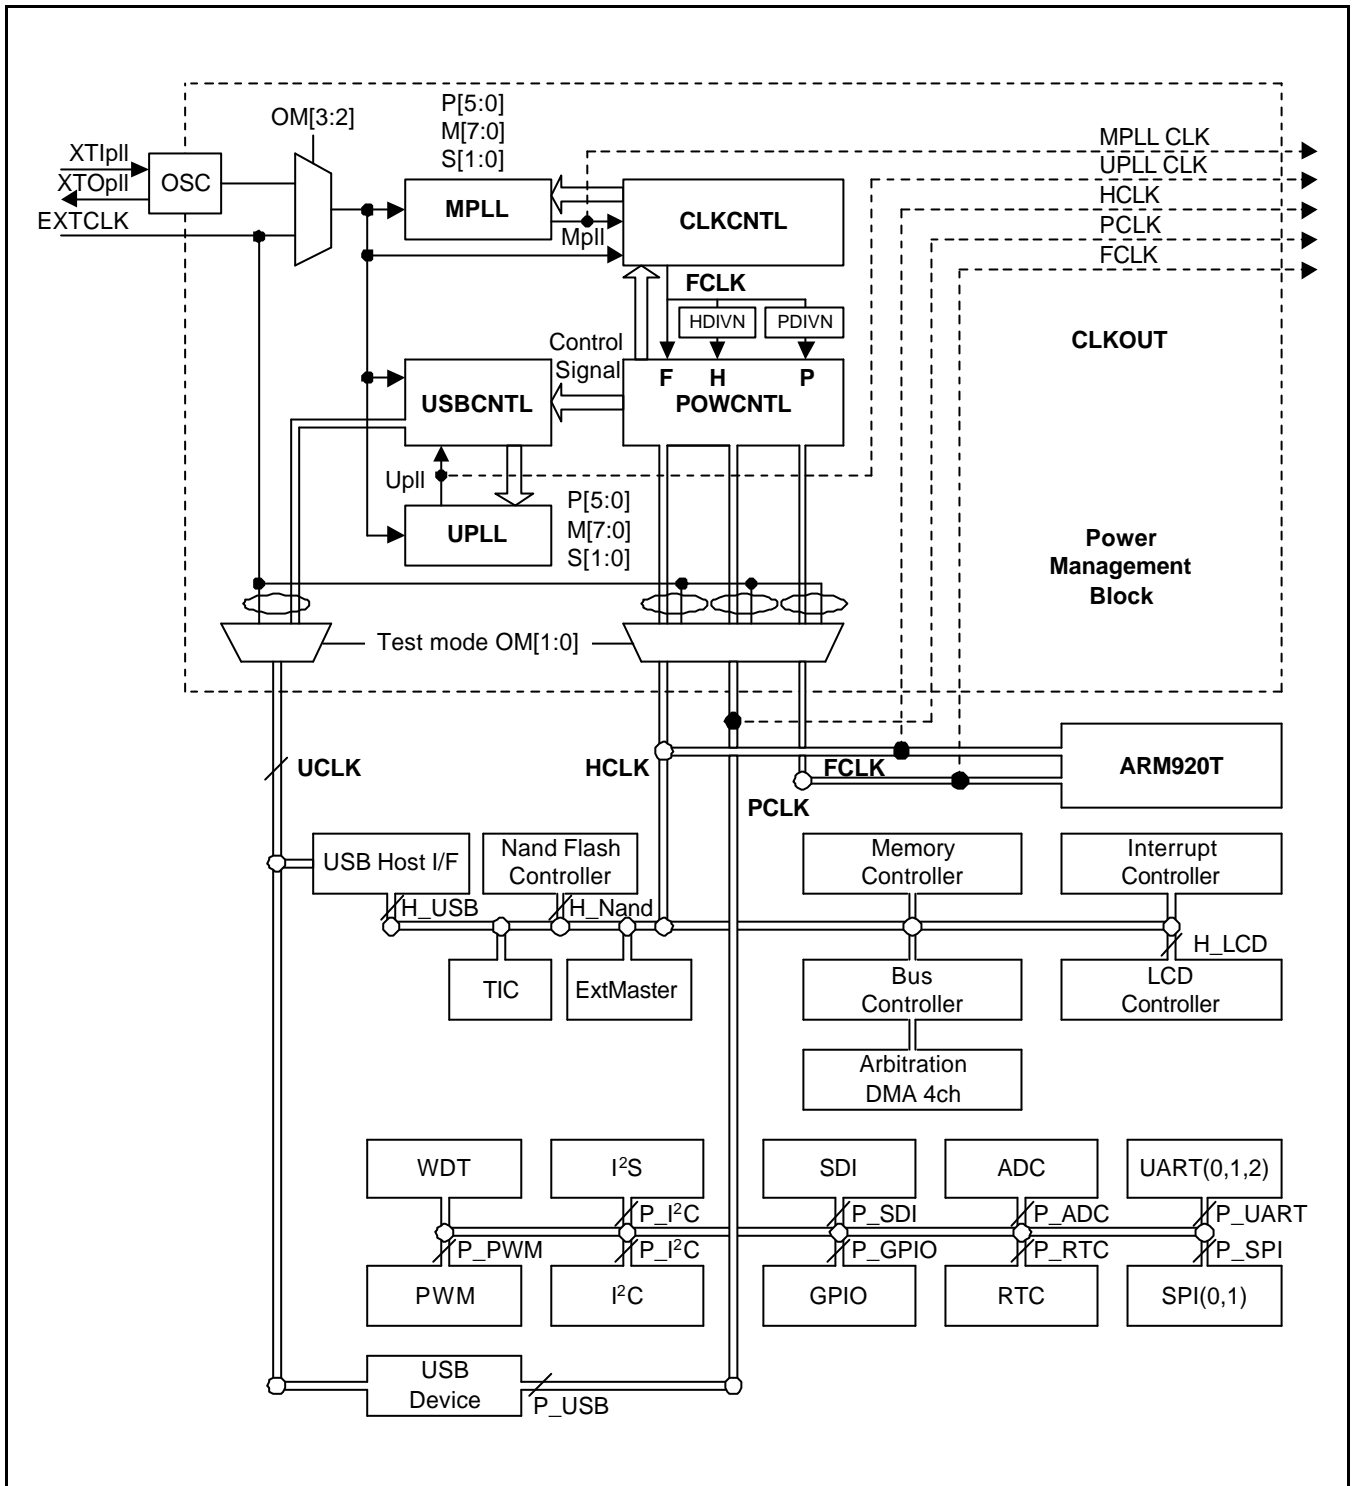 OM[3:2]
P[5:0]
M[7:0]
S[1:0]
XTIpll
XTOpll
OSC
EXTCLK
MPLL
Mpll
CLKCNTL
MPLL CLK
UPLL CLK
HCLK
PCLK
FCLK
FCLK
HDIVN
PDIVN
Control
Signal
CLKOUT
F H P
POWCNTL
USBCNTL
Upll
UPLL
P[5:0]
M[7:0]
S[1:0]
Power
Management
Block
Test mode OM[1:0]
UCLK
HCLK
FCLK
PCLK
ARM920T
USB Host I/F
Nand Flash
Controller
Memory
Controller
Interrupt
Controller
H_USB
H_Nand
H_LCD
TIC
ExtMaster
Bus
Controller
LCD
Controller
Arbitration
DMA 4ch
WDT
I²S
SDI
ADC
UART(0,1,2)
P_I²C
P_SDI
P_ADC
P_UART
P_PWM
P_I²C
P_GPIO
P_RTC
P_SPI
PWM
I²C
GPIO
RTC
SPI(0,1)
USB
Device
P_USB